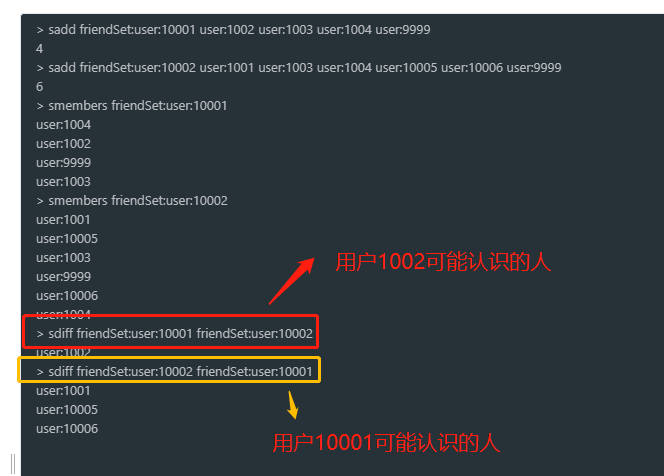 > sadd friendSet:user:10001 user:1002 user:1003 user:1004 user:9999
4
> sadd friendSet:user:10002 user:1001 user:1003 user:1004 user:10005 user:10006 user:9999
6
> smembers friendSet:user:10001
user:1004
user:1002
user:9999
user:1003
> smembers friendSet:user:10002
user:1001
user:10005
user:1003
user:9999
user:10006
user:1004
用户1002可能认识的人
> sdiff friendSet:user:10001 friendSet:user:10002
user:1002
> sdiff friendSet:user:10002 friendSet:user:10001
user:1001
user:10005
user:10006
用户10001可能认识的人